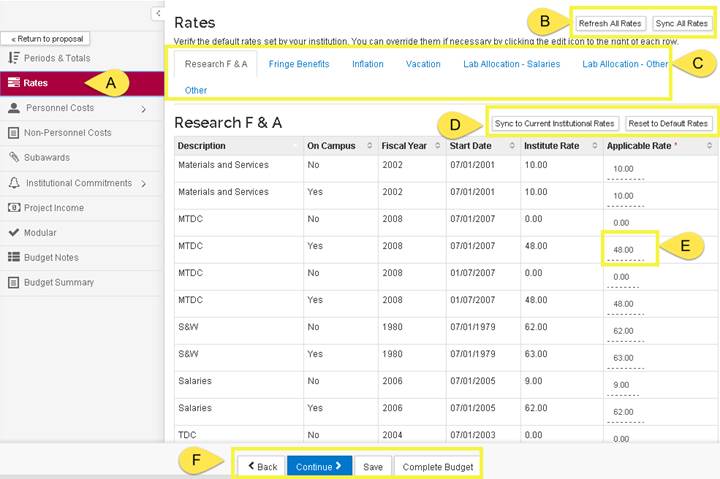 « Return to proposal
Periods & Totals
Rates
A
Personnel Costs
Non-Personnel Costs
Subawards
Institutional Commitments
Project Income
Modular
Budget Notes
Budget Summary
Rates
B
Refresh All Rates Sync All Rates
Verify the default rates set by your institution. You can override them if necessary by clicking the edit icon to the right of each row.
Research F & A Fringe Benefits Inflation Vacation Lab Allocation - Salaries Lab Allocation - Other
C
Other
Research F & A
D
Sync to Current Institutional Rates Reset to Default Rates
Description On Campus Fiscal Year Start Date Institute Rate Applicable Rate *
Materials and Services No 2002 07/01/2001 10.00 10.00
Materials and Services Yes 2002 07/01/2001 10.00 10.00
MTDC No 2008 07/01/2007 0.00 0.00
MTDC Yes 2008 07/01/2007 48.00 48.00
E
MTDC No 2008 01/07/2007 0.00 0.00
MTDC Yes 2008 01/07/2007 48.00 48.00
S&W No 1980 07/01/1979 62.00 62.00
S&W Yes 1980 07/01/1979 63.00 63.00
Salaries No 2006 07/01/2005 9.00 9.00
Salaries Yes 2006 07/01/2005 62.00 62.00
TDC No 2004 07/01/2003 0.00 0.00
F
Back Continue Save Complete Budget